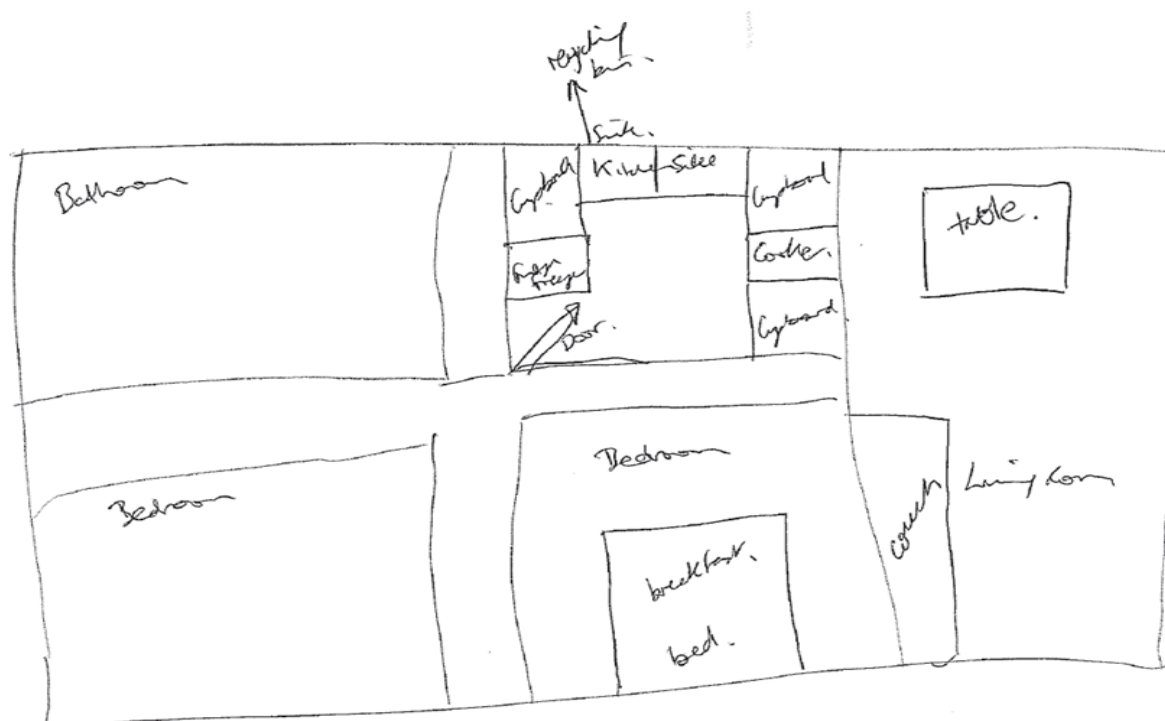 recycling
bin.
Sink.
Bathroom
Cupboard
Kitchen
Cupboard
table.
Fridge
freezer
Cooker.
Door.
Cupboard
Bedroom
Bedroom
Living Room
couch
breakfast.
bed.